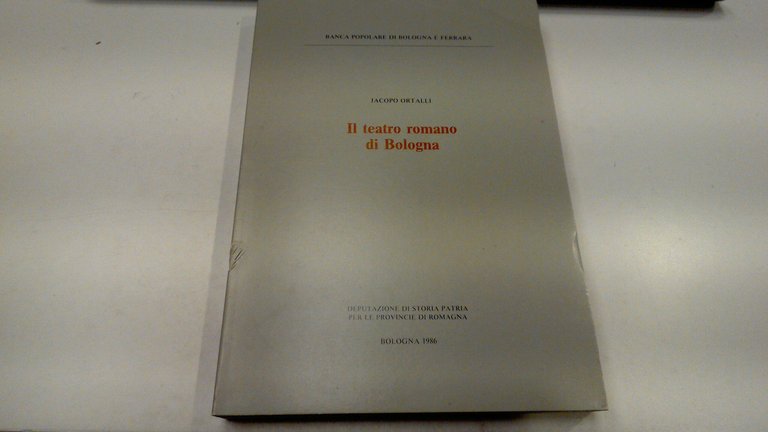 BANCA POPOLARE DI BOLOGNA E FERRARA
JACOPO ORTALLI
Il teatro romano
di Bologna
DEPUTAZIONE DI STORIA PATRIA
PER LE PROVINCIE DI ROMAGNA
BOLOGNA 1986